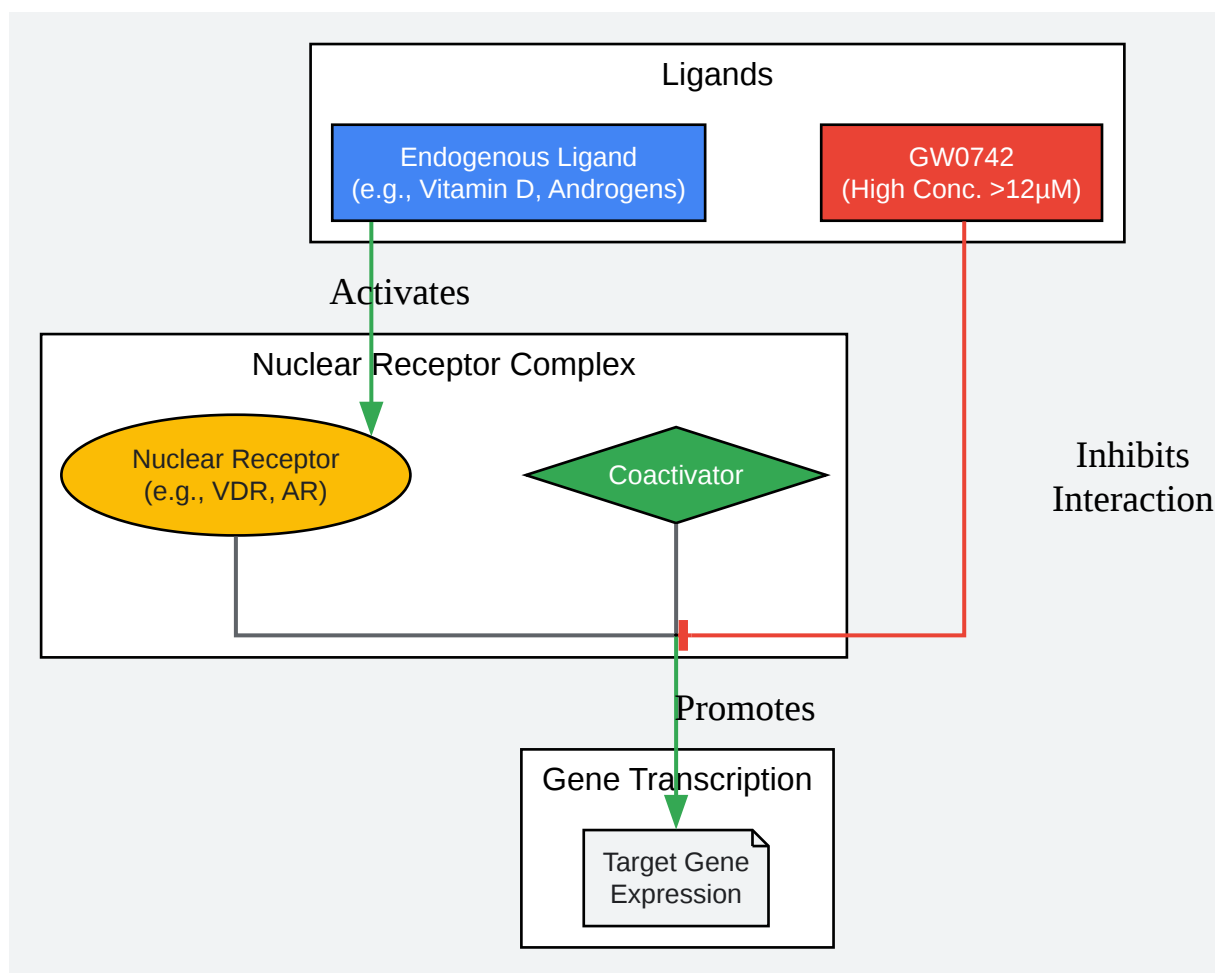 Ligands
Endogenous Ligand
(e.g., Vitamin D, Androgens)
GW0742
(High Conc. >12µM)
Activates
Nuclear Receptor Complex
Nuclear Receptor
(e.g., VDR, AR)
Coactivator
Inhibits
Interaction
Promotes
Gene Transcription
Target Gene
Expression